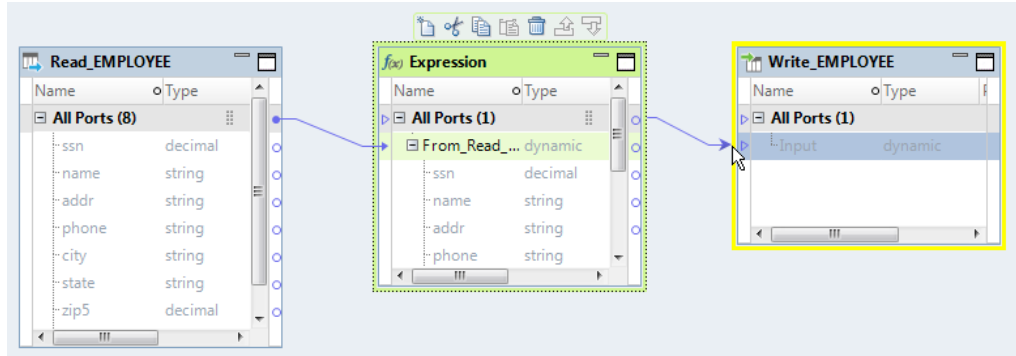 Read_EMPLOYEE
Name Type
All Ports (8)
ssn decimal
name string
addr string
phone string
city string
state string
zip5 decimal
f(x) Expression
Name Type
All Ports (1)
From_Read_... dynamic
ssn decimal
name string
addr string
phone string
Write_EMPLOYEE
Name Type
All Ports (1)
Input dynamic